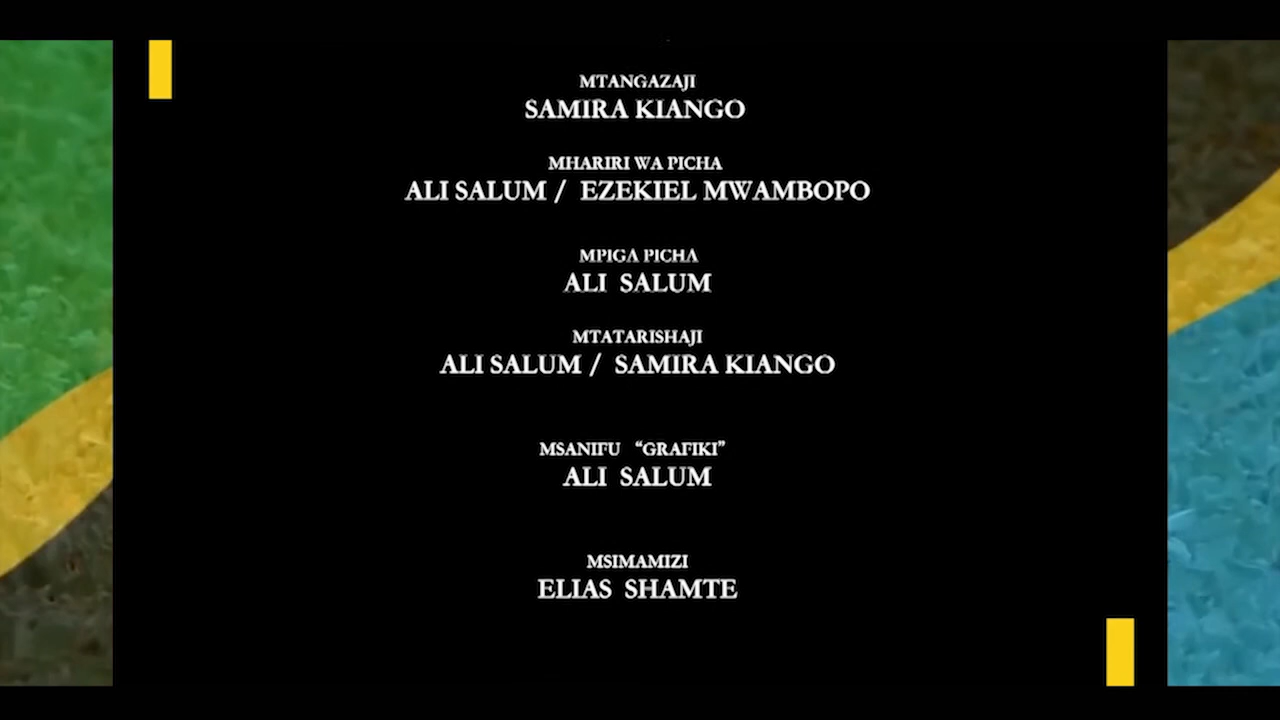 MTANGAZAJI
SAMIRA KIANGO
MHARIRI WA PICHA
ALI SALUM / EZEKIEL MWAMBOPO
MPIGA PICHA
ALI SALUM
MTATARISHAJI
ALI SALUM / SAMIRA KIANGO
MSANIFU “GRAFIKI”
ALI SALUM
MSIMAMIZI
ELIAS SHAMTE